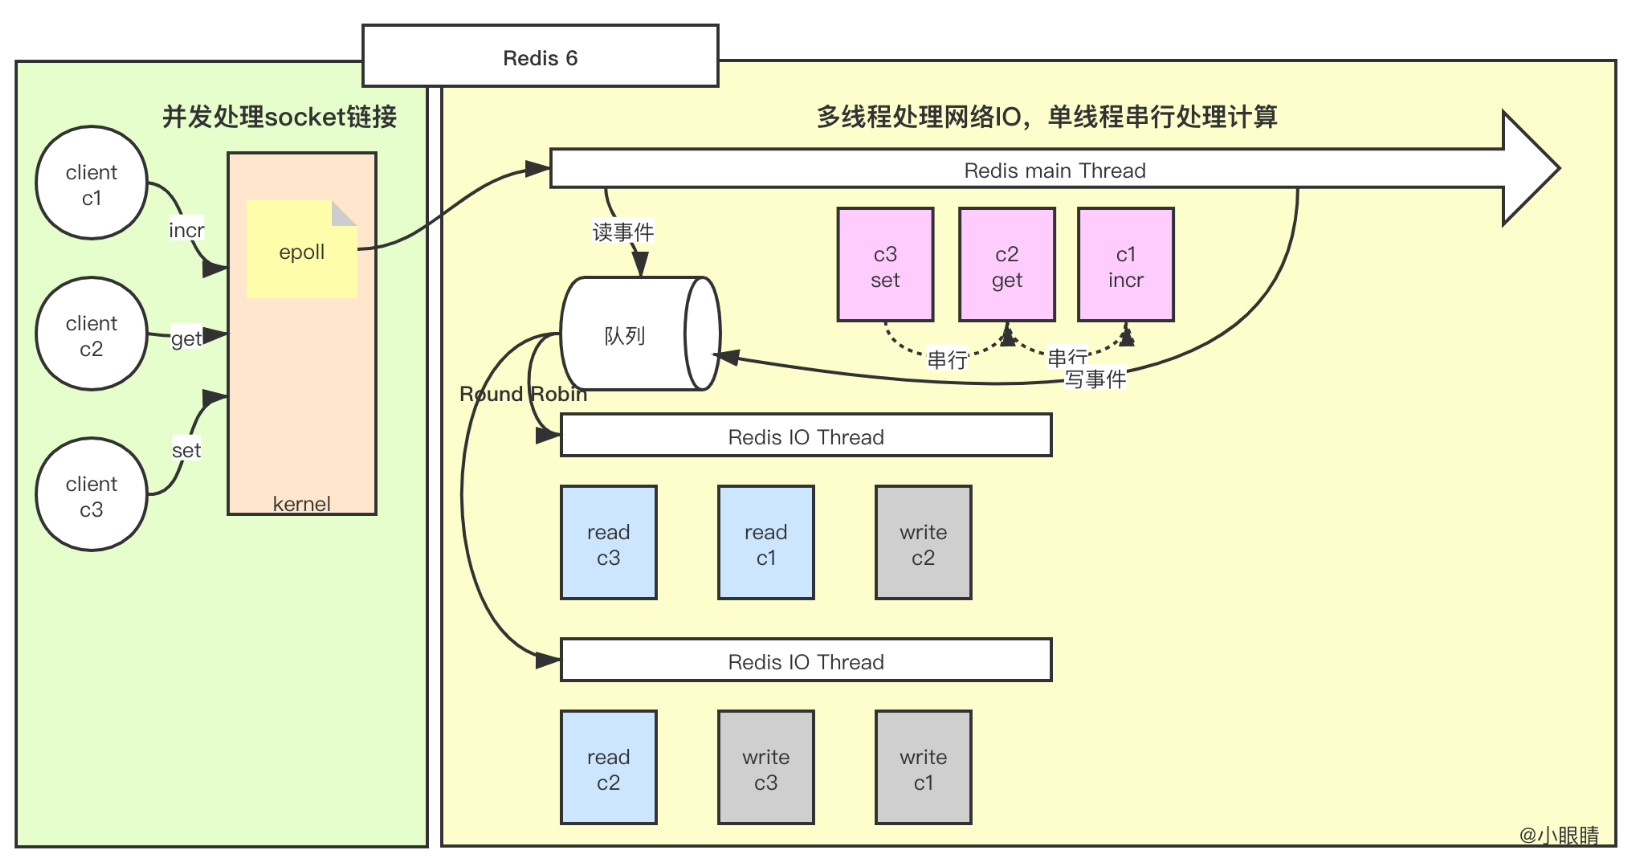 Redis 6
并发处理socket链接
client
c1
incr
client
c2
get
client
c3
set
epoll
kernel
多线程处理网络IO，单线程串行处理计算
Redis main Thread
读事件
队列
c3
set
c2
get
c1
incr
串行
串行
写事件
Round Robin
Redis IO Thread
read
c3
read
c1
write
c2
Redis IO Thread
read
c2
write
c3
write
c1
@小眼睛